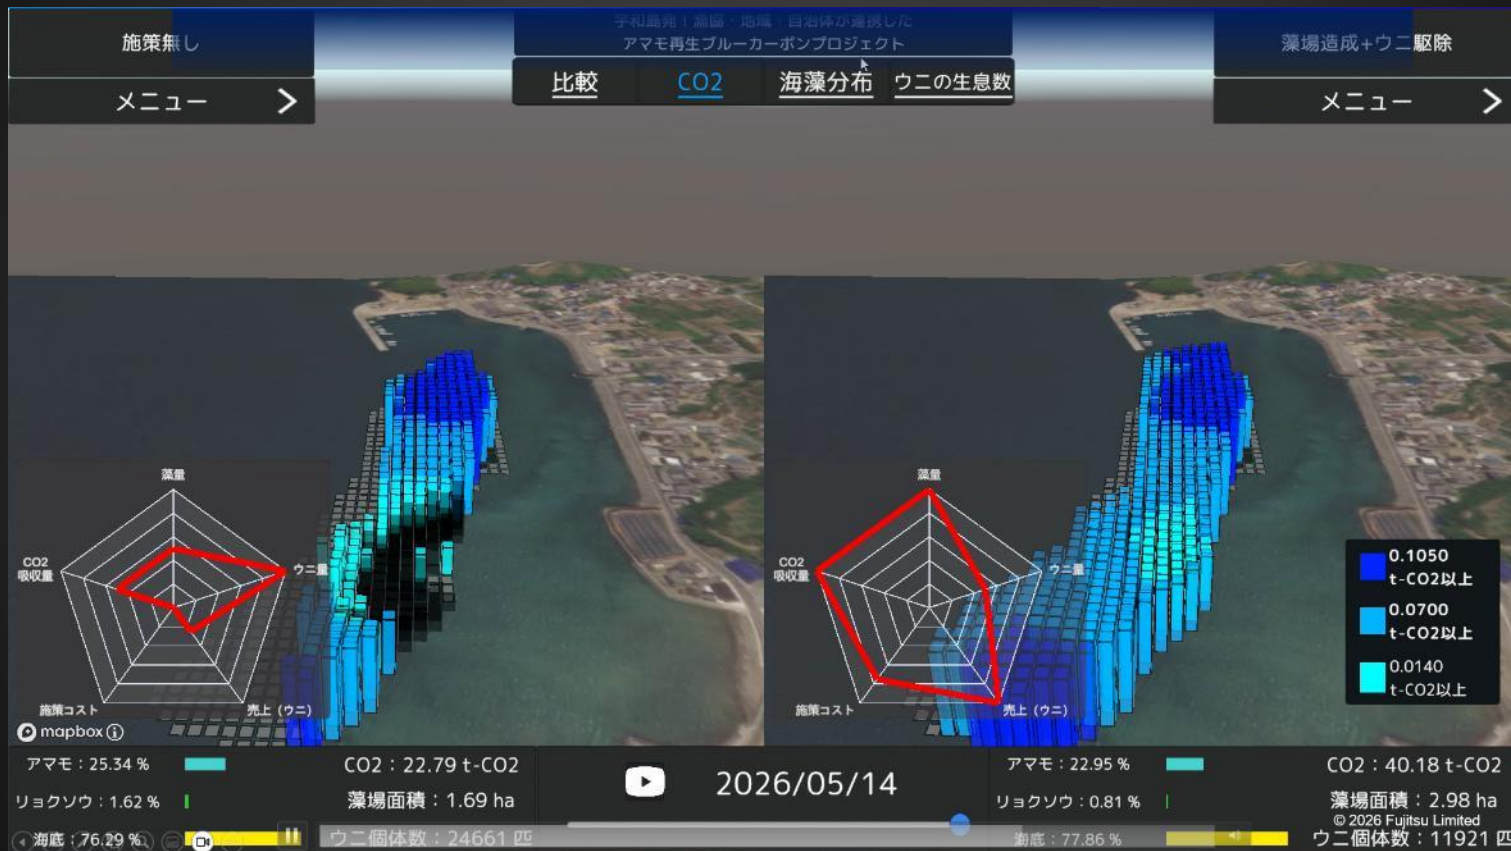 施策無し
メニュー
宇和島発！漁協・地域・自治体が連携した
アマモ再生ブルーカーボンプロジェクト
比較
CO2
海藻分布
ウニの生息数
藻場造成+ウニ駆除
メニュー
藻量
CO2
吸収量
ウニ量
施策コスト
売上（ウニ）
藻量
CO2
吸収量
ウニ量
施策コスト
売上（ウニ）
0.1050
t-CO2以上
0.0700
t-CO2以上
0.0140
t-CO2以上
mapbox
アマモ：25.34 %
リョクソウ：1.62 %
海底：76.29 %
CO2：22.79 t-CO2
藻場面積：1.69 ha
ウニ個体数：24661 匹
2026/05/14
アマモ：22.95 %
リョクソウ：0.81 %
海底：77.86 %
CO2：40.18 t-CO2
藻場面積：2.98 ha
© 2026 Fujitsu Limited
ウニ個体数：11921 匹